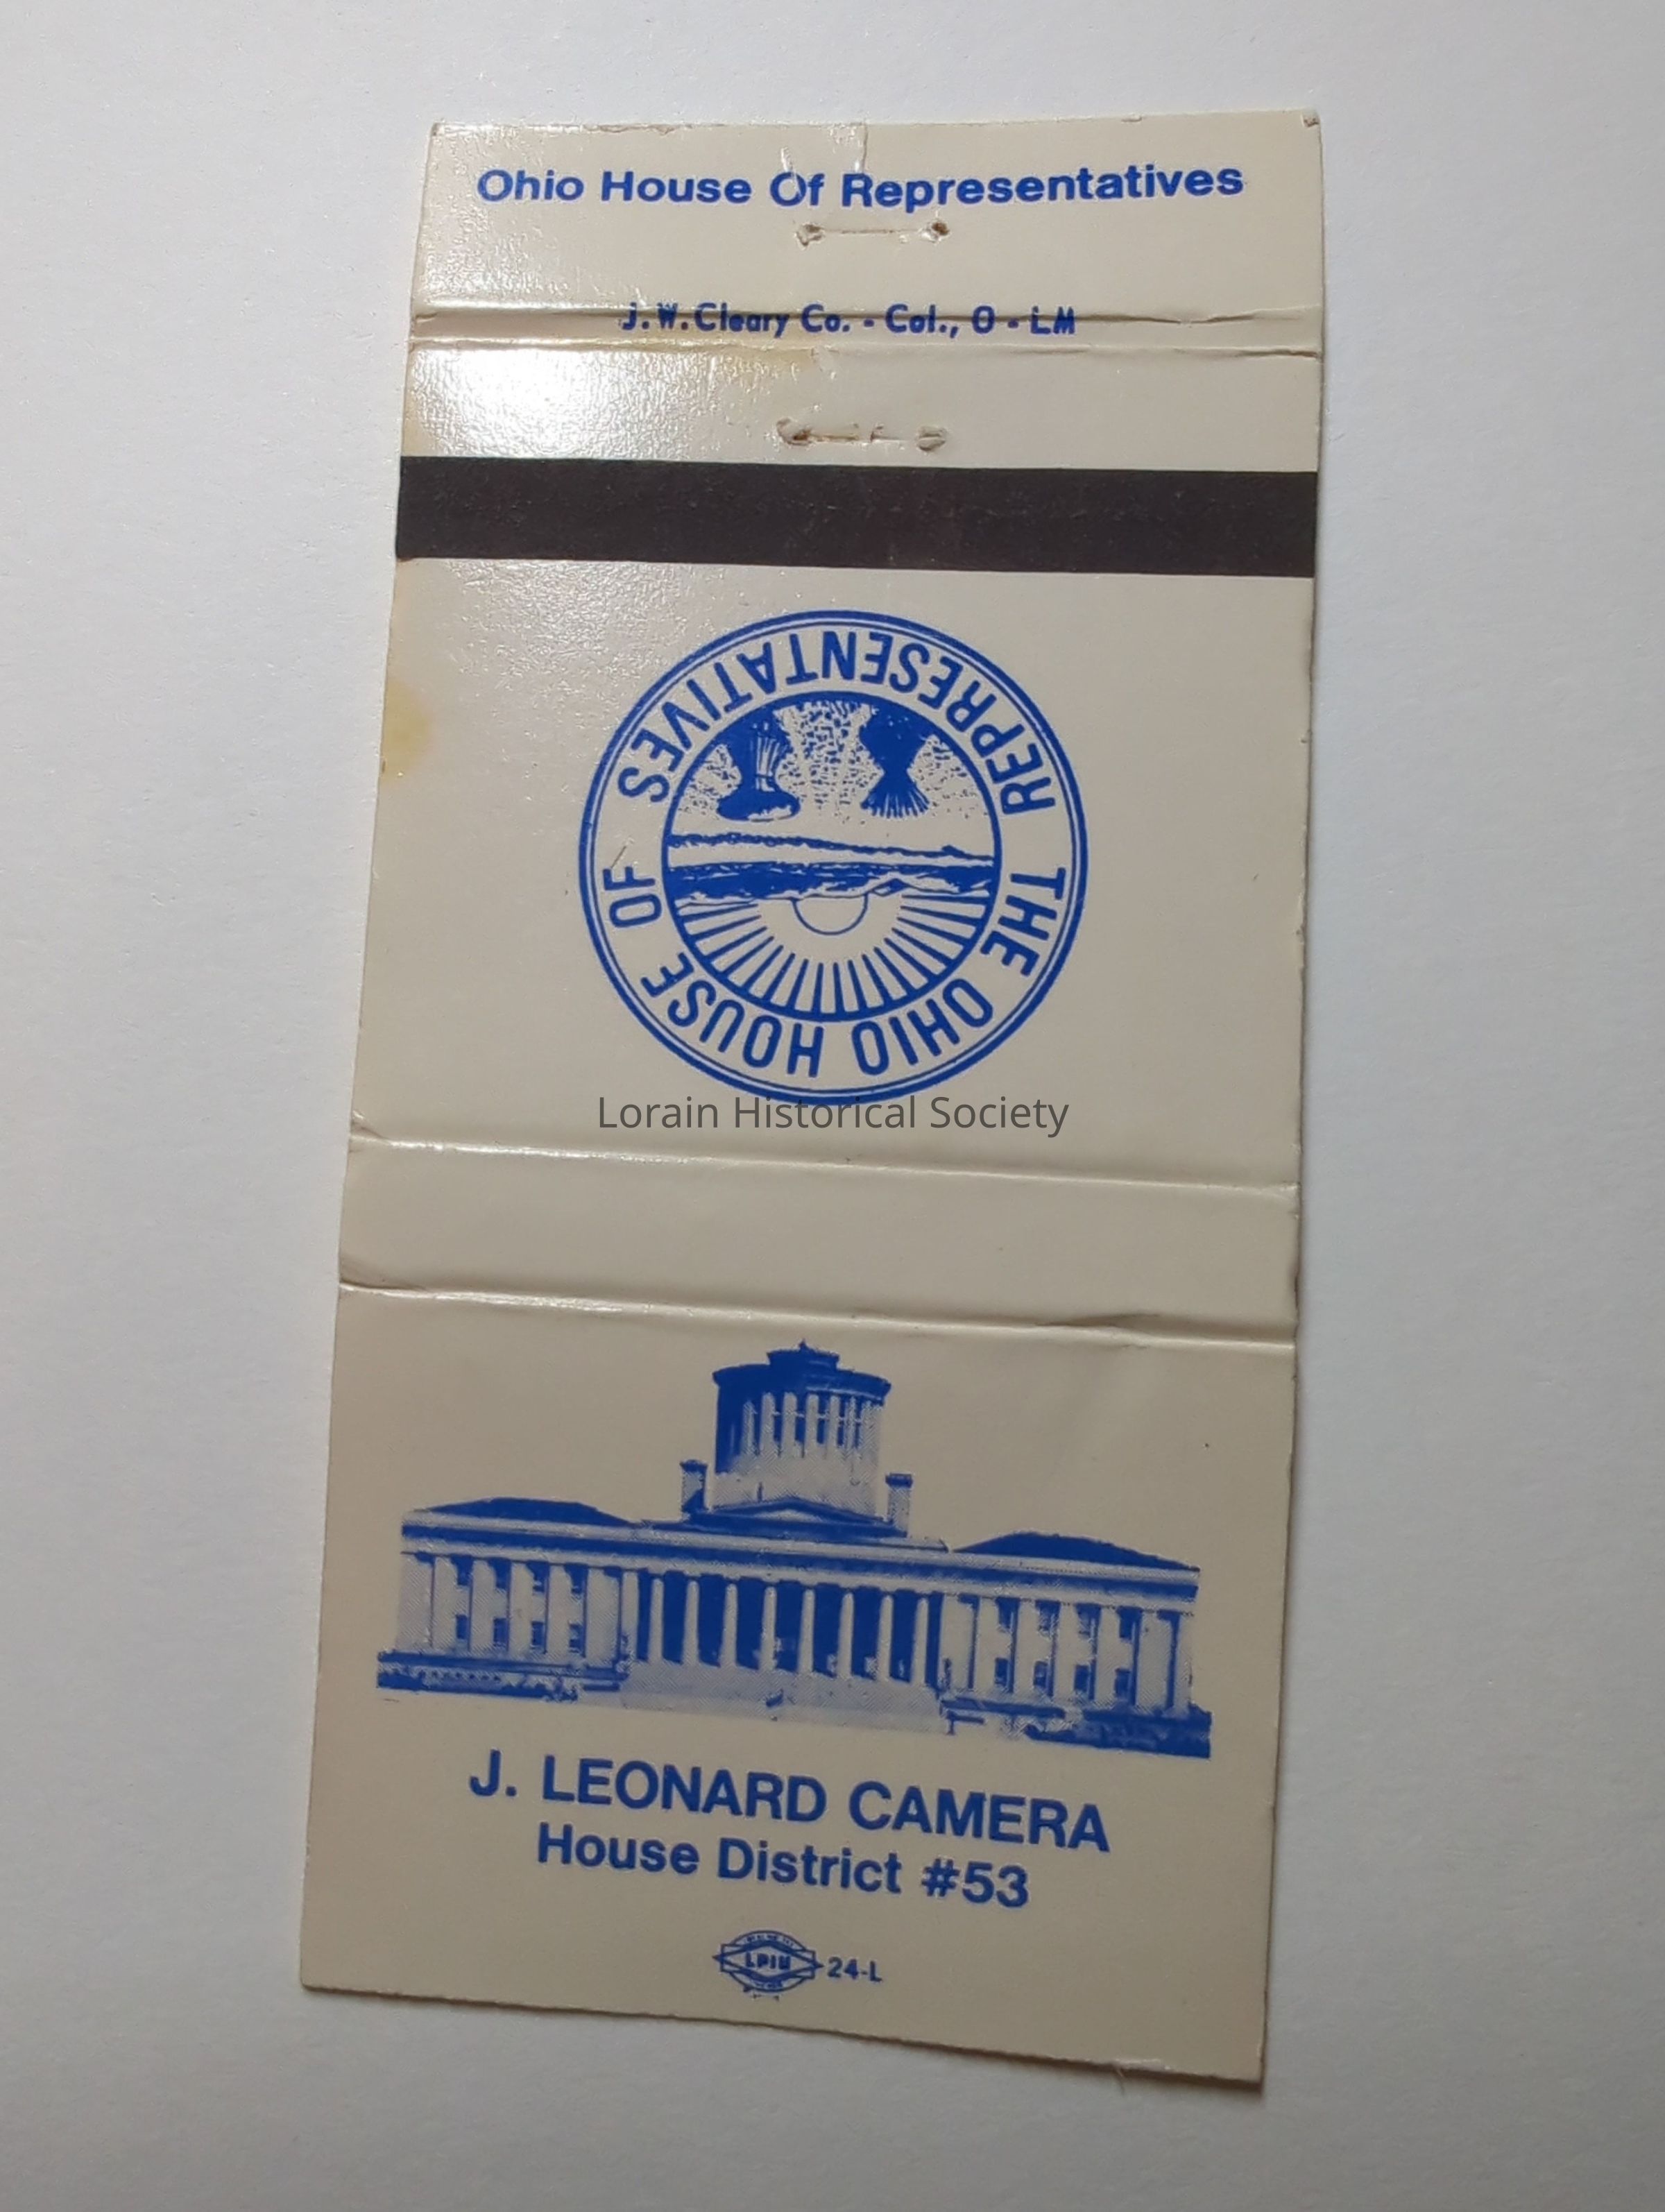 Ohio House Of Representatives
J.W. Cleary Co. - Col., O - LM
THE OHIO HOUSE OF REPRESENTATIVES
Lorain Historical Society
J. LEONARD CAMERA
House District #53
LPIU 24-L